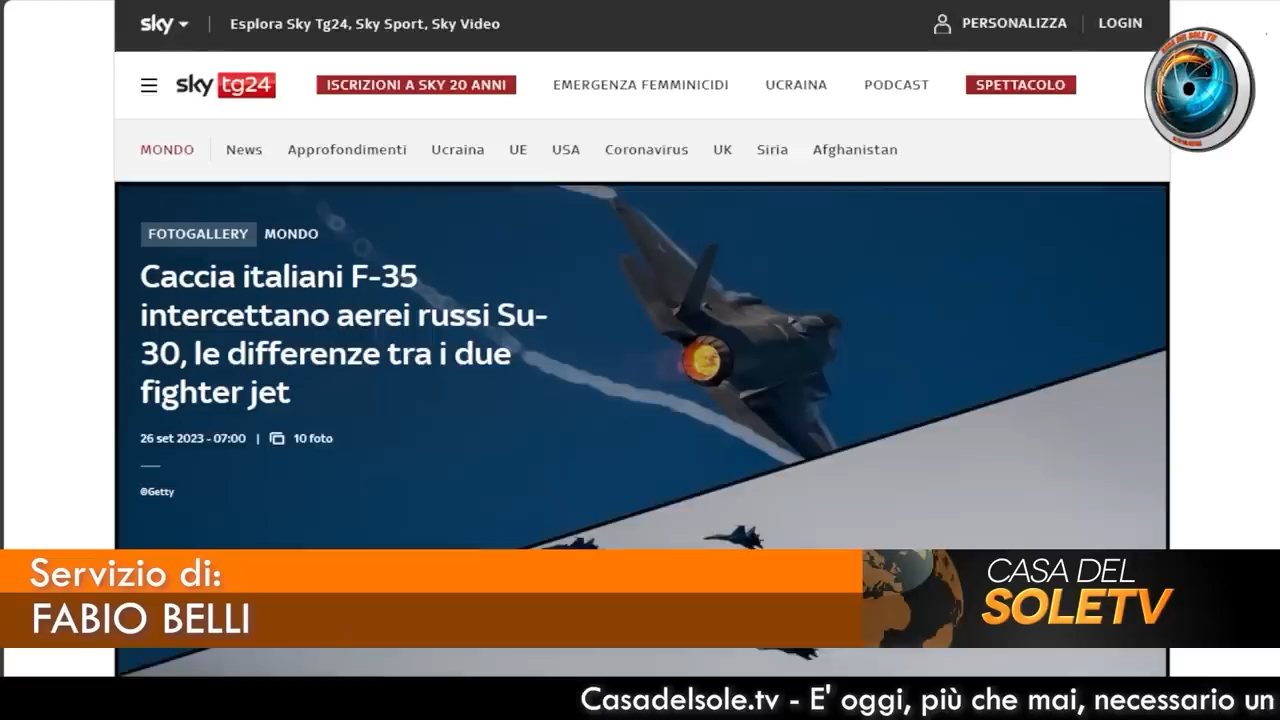 sky
Esplora Sky Tg24, Sky Sport, Sky Video
PERSONALIZZA
LOGIN
sky tg24
ISCRIZIONI A SKY 20 ANNI
EMERGENZA FEMMINICIDI
UCRAINA
PODCAST
SPETTACOLO
MONDO
News
Approfondimenti
Ucraina
UE
USA
Coronavirus
UK
Siria
Afghanistan
FOTOGALLERY MONDO
Caccia italiani F-35
intercettano aerei russi Su-
30, le differenze tra i due
fighter jet
26 set 2023 - 07:00 | 10 foto
©Getty
Servizio di:
FABIO BELLI
CASA DEL
SOLETV
Casadelsole.tv - E' oggi, più che mai, necessario un